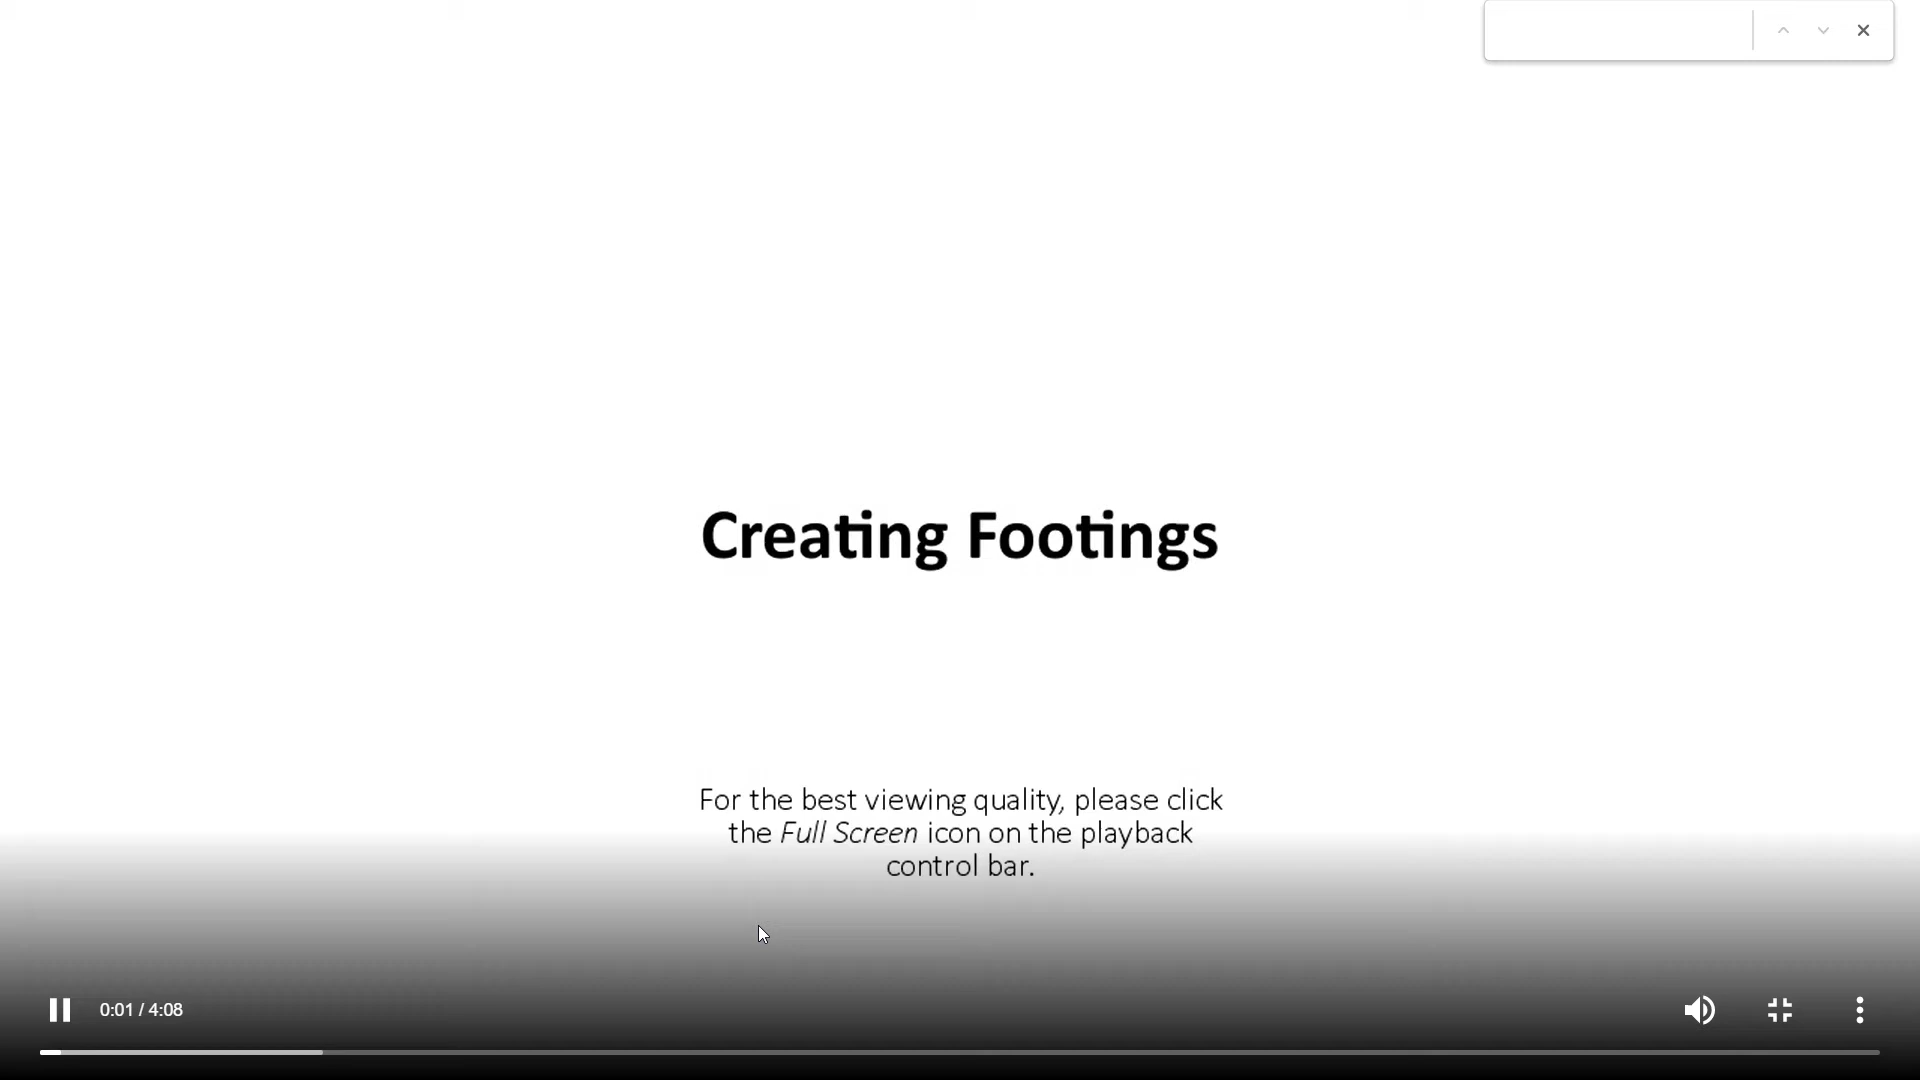 Creating Footings
For the best viewing quality, please click
the Full Screen icon on the playback
control bar.
0:01 / 4:08